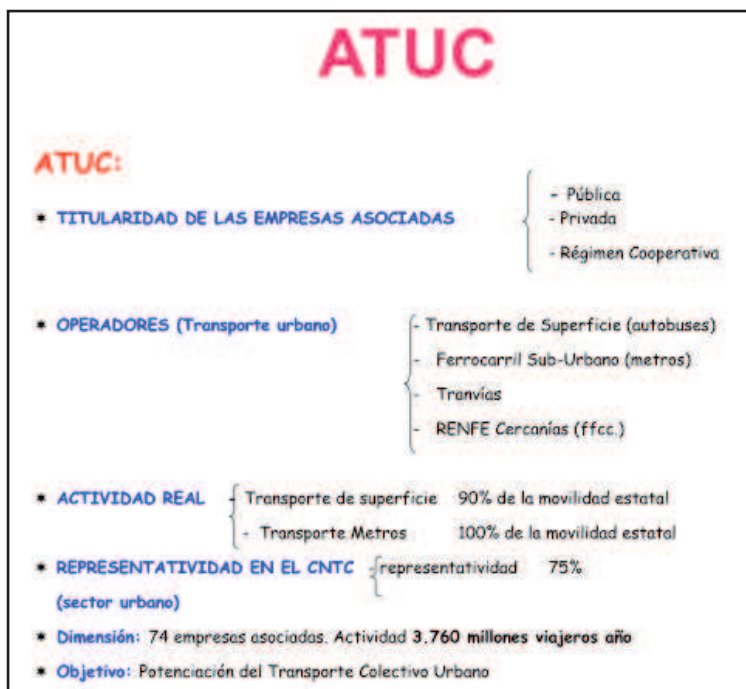 ATUC
ATUC:
* TITULARIDAD DE LAS EMPRESAS ASOCIADAS
- Pública
- Privada
- Régimen Cooperativa
* OPERADORES (Transporte urbano)
- Transporte de Superficie (autobuses)
- Ferrocarril Sub-Urbano (metros)
- Tranvías
- RENFE Cercanías (ffcc.)
* ACTIVIDAD REAL - Transporte de superficie 90% de la movilidad estatal
- Transporte Metros 100% de la movilidad estatal
* REPRESENTATIVIDAD EN EL CNTC - representatividad 75%
(sector urbano)
* Dimensión: 74 empresas asociadas. Actividad 3.760 millones viajeros año
* Objetivo: Potenciación del Transporte Colectivo Urbano